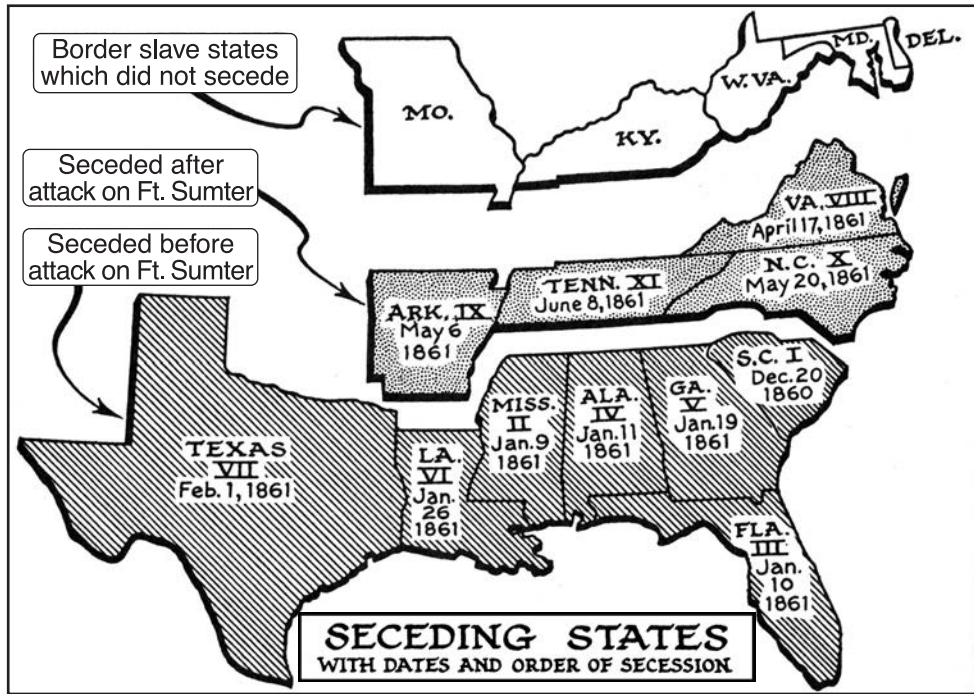 Border slave states
which did not secede
MO.
KY.
W. VA.
MD.
DEL.
Seceded after
attack on Ft. Sumter
VA. VIII
April 17, 1861
N.C. X
May 20, 1861
TENN. XI
June 8, 1861
ARK. IX
May 6
1861
Seceded before
attack on Ft. Sumter
TEXAS
VII
Feb. 1, 1861
LA.
VI
Jan.
26
1861
MISS.
II
Jan. 9
1861
ALA.
IV
Jan. 11
1861
GA.
V
Jan. 19
1861
S.C. I
Dec. 20
1860
FLA.
III
Jan.
10
1861
SECEDING STATES
WITH DATES AND ORDER OF SECESSION